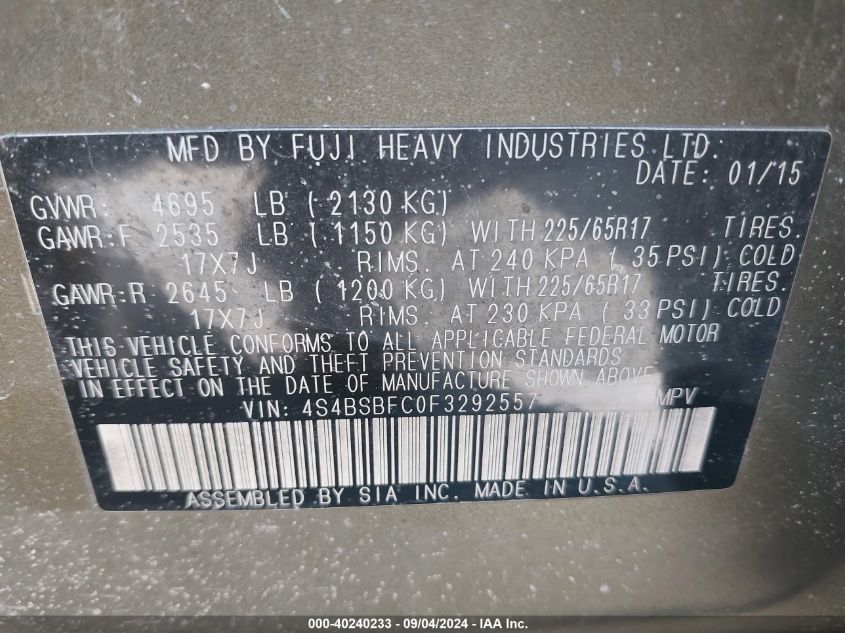 MFD BY FUJI HEAVY INDUSTRIES LTD.
DATE: 01/15
GVWR: 4695 LB (2130 KG)
GAWR:F 2535 LB (1150 KG) WITH 225/65R17 TIRES.
17X7J RIMS. AT 240 KPA (35 PSI) COLD
GAWR:R 2645 LB (1200 KG) WITH 225/65R17 TIRES.
17X7J RIMS. AT 230 KPA (33 PSI) COLD
THIS VEHICLE CONFORMS TO ALL APPLICABLE FEDERAL MOTOR
VEHICLE SAFETY AND THEFT PREVENTION STANDARDS
IN EFFECT ON THE DATE OF MANUFACTURE SHOWN ABOVE.
VIN: 4S4BSBFC0F3292557 MPV
ASSEMBLED BY SIA INC. MADE IN U.S.A.
000-40240233 - 09/04/2024 - IAA Inc.